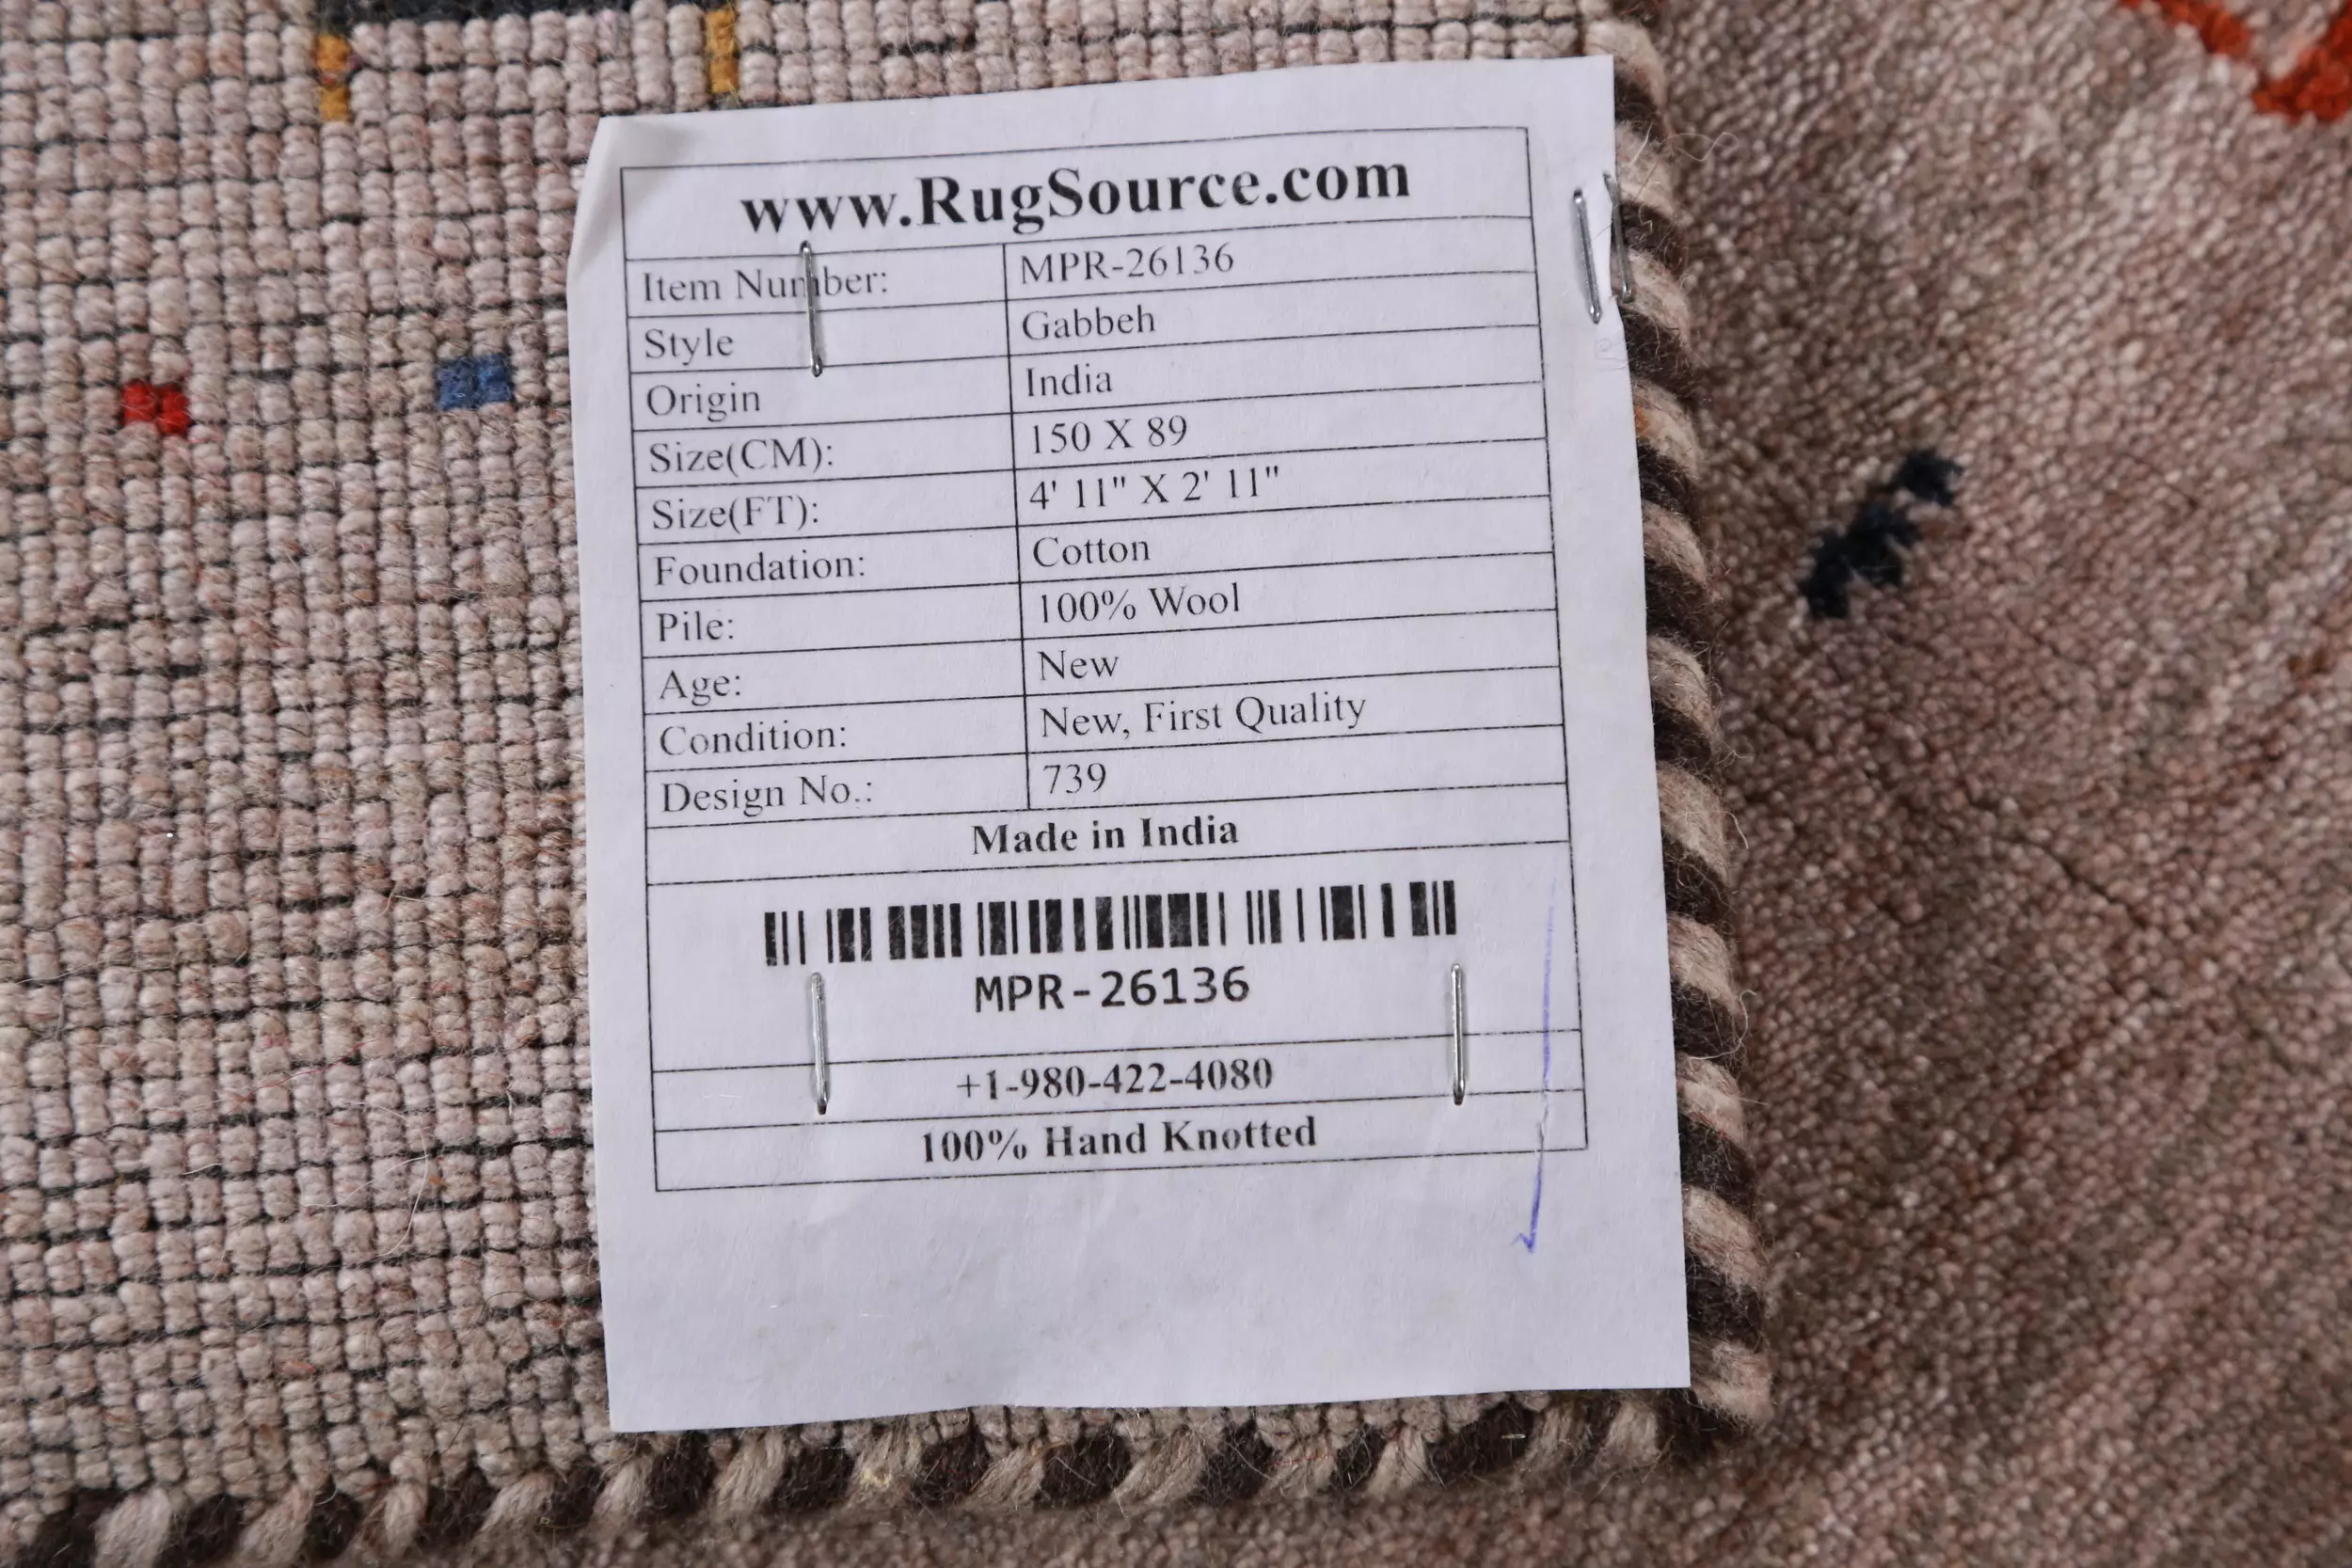 www.RugSource.com
Item Number: MPR-26136
Style Gabbeh
Origin India
Size(CM): 150 X 89
Size(FT): 4' 11" X 2' 11"
Foundation: Cotton
Pile: 100% Wool
Age: New
Condition: New, First Quality
Design No.: 739
Made in India
MPR-26136
+1-980-422-4080
100% Hand Knotted